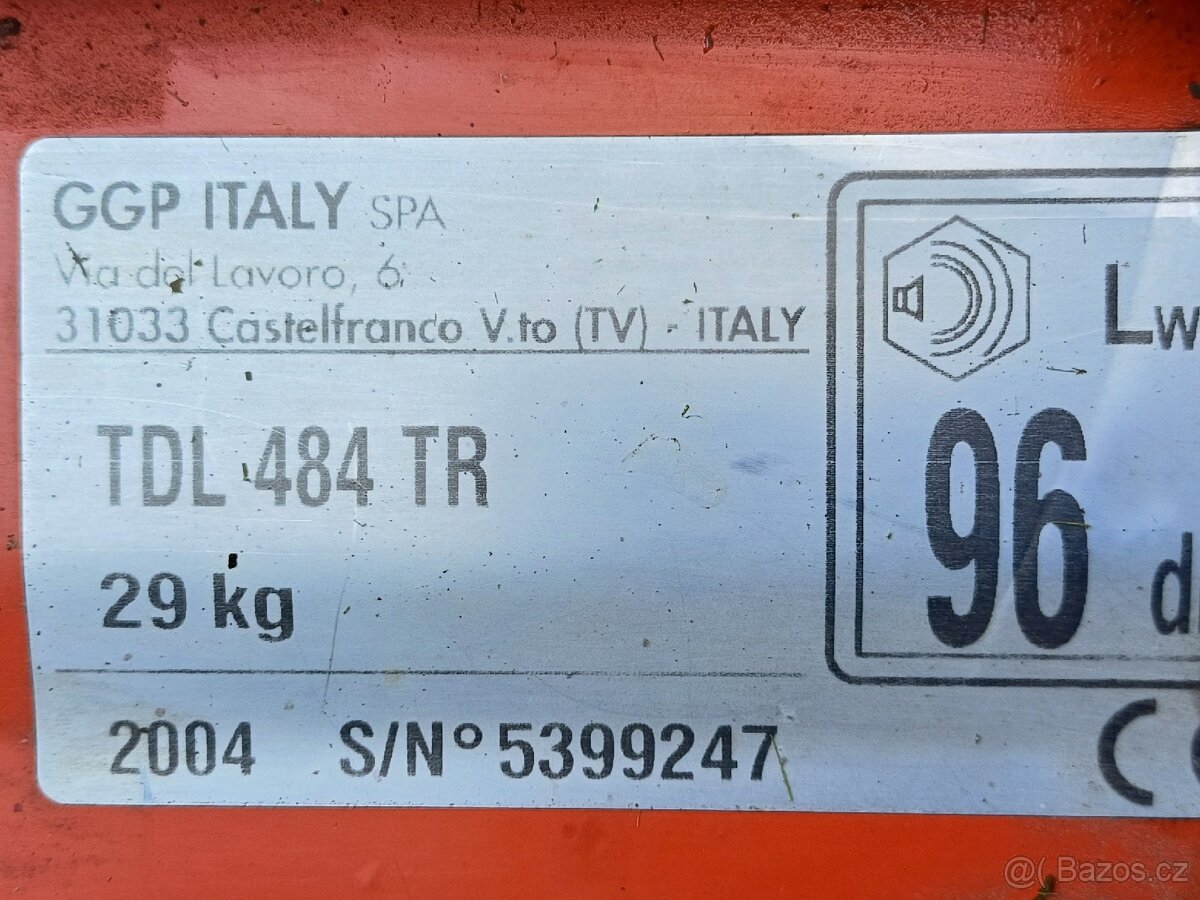 GGP ITALY SPA
Via del Lavoro, 6
31033 Castelfranco V.to (TV) - ITALY
TDL 484 TR
29 kg
2004 S/N° 5399247
LW
96
d
C
@( Bazos.cz